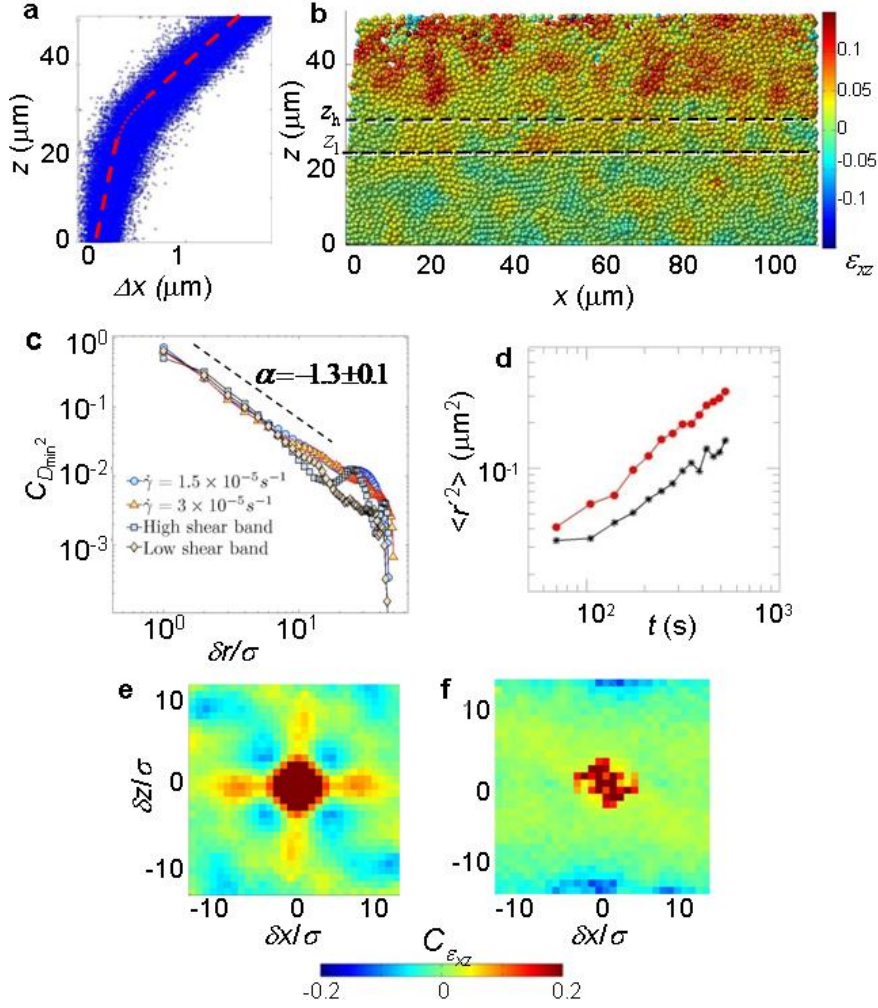 a
z (μm)
40
20
0
0
1
Δx (μm)
b
z (μm)
40
z_h
z_l
20
0
0 20 40 60 80 100
x (μm)
0.1
0.05
0
-0.05
-0.1
ε_xz
c
C_{D_min^2}
10^0
10^-1
10^-2
10^-3
α=−1.3±0.1
γ̇ = 1.5 × 10^−5 s^−1
γ̇ = 3 × 10^−5 s^−1
High shear band
Low shear band
10^0 10^1
δr/σ
d
<r'^2> (μm^2)
10^-1
10^2 10^3
t (s)
e
δz/σ
10
0
-10
-10 0 10
δx/σ
f
10
0
-10
-10 0 10
δx/σ
C_{ε_xz}
-0.2 0 0.2